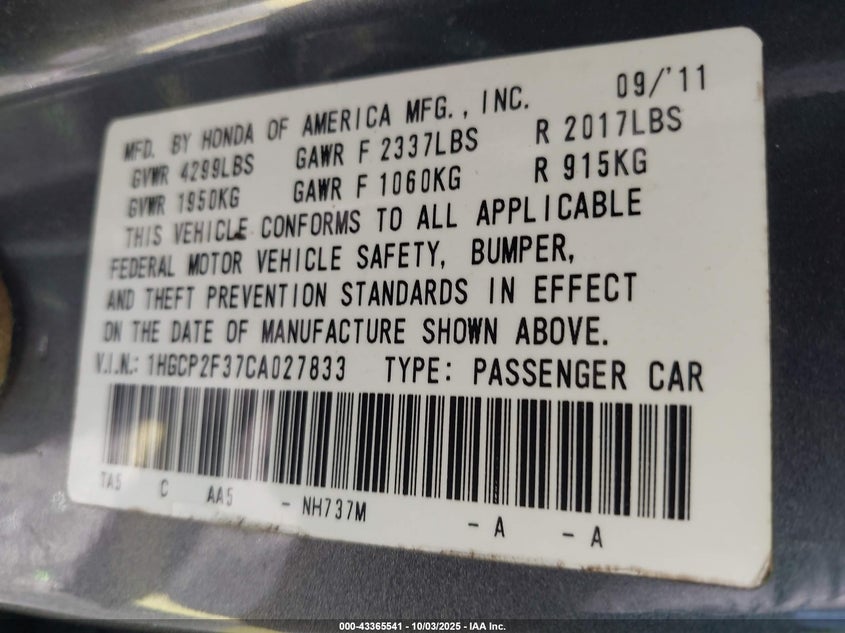 MFD. BY HONDA OF AMERICA MFG., INC. 09/'11
GVWR 4299LBS GAWR F 2337LBS R 2017LBS
GVWR 1950KG GAWR F 1060KG R 915KG
THIS VEHICLE CONFORMS TO ALL APPLICABLE
FEDERAL MOTOR VEHICLE SAFETY, BUMPER,
AND THEFT PREVENTION STANDARDS IN EFFECT
ON THE DATE OF MANUFACTURE SHOWN ABOVE.
V.I.N.: 1HGCP2F37CA027833 TYPE: PASSENGER CAR
TA5 C AA5 - NH737M - A - A
000-43365541 - 10/03/2025 - IAA Inc.